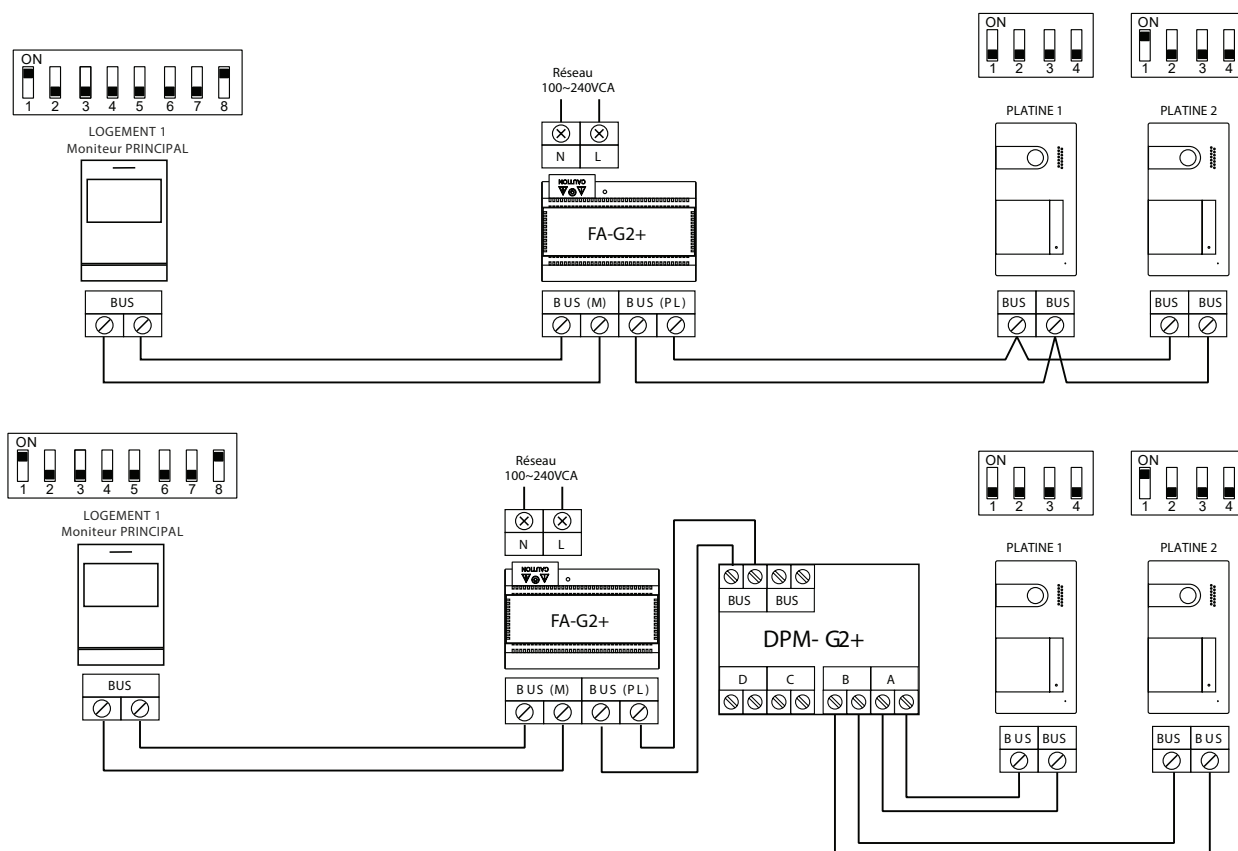 ON
1 2 3 4 5 6 7 8
LOGEMENT 1
Moniteur PRINCIPAL
BUS
Réseau
100~240VCA
N L
CAUTION
FA-G2+
BUS (M) BUS (PL)
ON
1 2 3 4
PLATINE 1
BUS BUS
ON
1 2 3 4
PLATINE 2
BUS BUS
ON
1 2 3 4 5 6 7 8
LOGEMENT 1
Moniteur PRINCIPAL
BUS
Réseau
100~240VCA
N L
CAUTION
FA-G2+
BUS (M) BUS (PL)
BUS BUS
DPM- G2+
D C B A
ON
1 2 3 4
PLATINE 1
BUS BUS
ON
1 2 3 4
PLATINE 2
BUS BUS